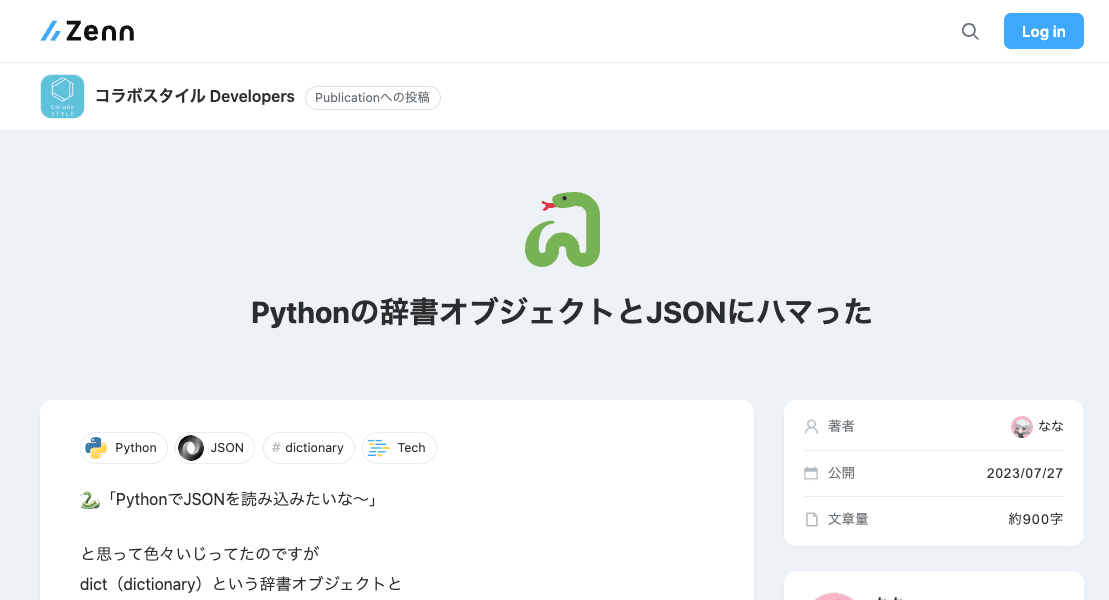 Zenn
Log in
コラボスタイル Developers
Publicationへの投稿
Collabo
STYLE
Pythonの辞書オブジェクトとJSONにハマった
Python
JSON
# dictionary
Tech
🐍「PythonでJSONを読み込みたいな〜」
と思って色々いじってたのですが
dict（dictionary）という辞書オブジェクトと
著者
なな
公開
2023/07/27
文章量
約900字